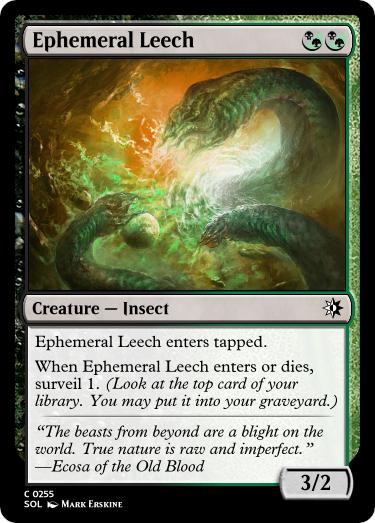 Ephemeral Leech
Creature — Insect
Ephemeral Leech enters tapped.
When Ephemeral Leech enters or dies,
surveil 1. (Look at the top card of your
library. You may put it into your graveyard.)
“The beasts from beyond are a blight on the
world. True nature is raw and imperfect.”
—Ecosa of the Old Blood
3/2
C 0255
SOL Mark Erskine